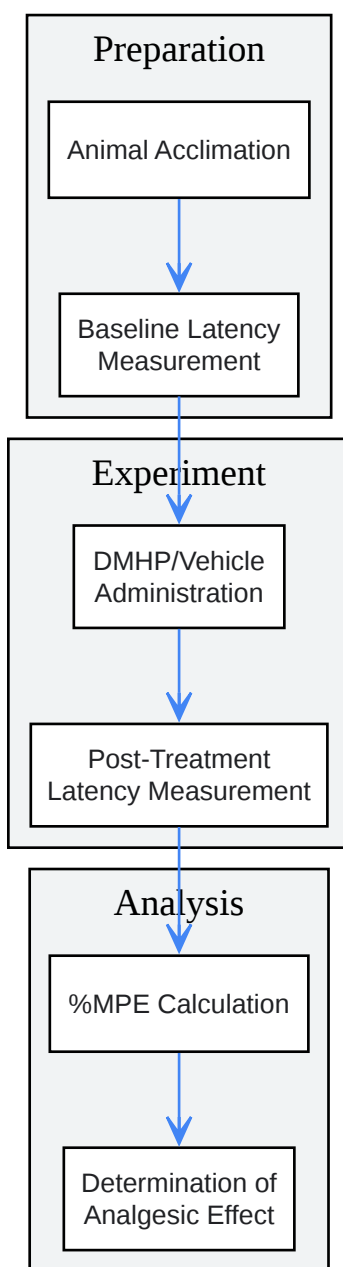 Preparation
Animal Acclimation
Baseline Latency
Measurement
Experiment
DMHP/Vehicle
Administration
Post-Treatment
Latency Measurement
Analysis
%MPE Calculation
Determination of
Analgesic Effect